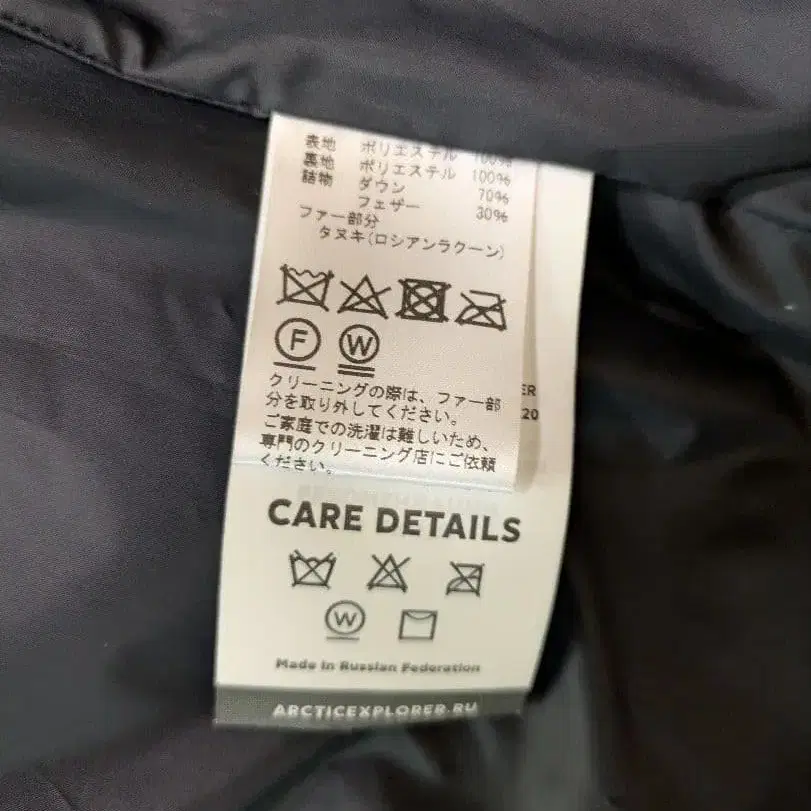 表地 ポリエステル 100%
裏地 ポリエステル 100%
詰物 ダウン 70%
フェザー 30%
ファー部分
タヌキ(ロシアンラクーン)
F W
クリーニングの際は、ファー部
分を取り外してください。
ご家庭での洗濯は難しいため、
専門のクリーニング店にご依頼
ください。
ER
20
CARE DETAILS
W
Made in Russian Federation
ARCTICEXPLORER.RU